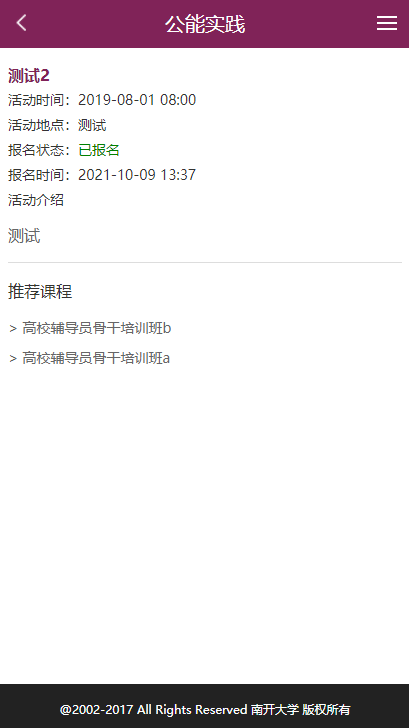 公能实践
测试2
活动时间：2019-08-01 08:00
活动地点：测试
报名状态：已报名
报名时间：2021-10-09 13:37
活动介绍
测试
推荐课程
> 高校辅导员骨干培训班b
> 高校辅导员骨干培训班a
@2002-2017 All Rights Reserved 南开大学 版权所有